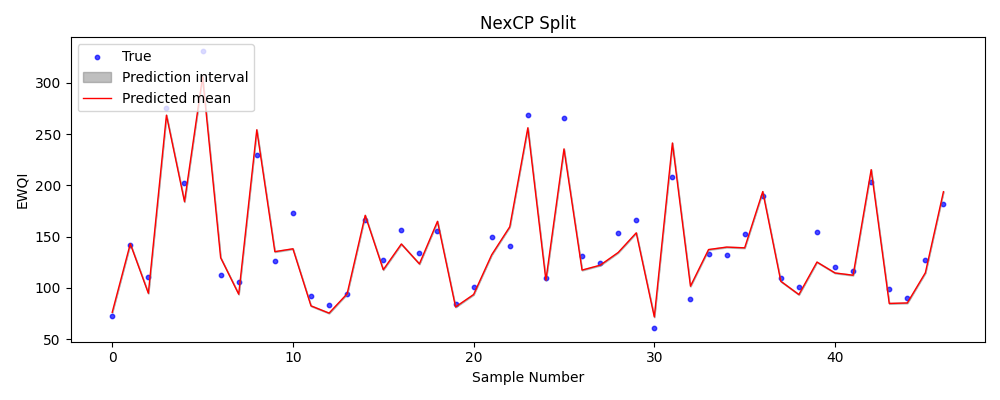 NexCP Split
True
Prediction interval
Predicted mean
EWQI
300
250
200
150
100
50
0
10
20
30
40
Sample Number